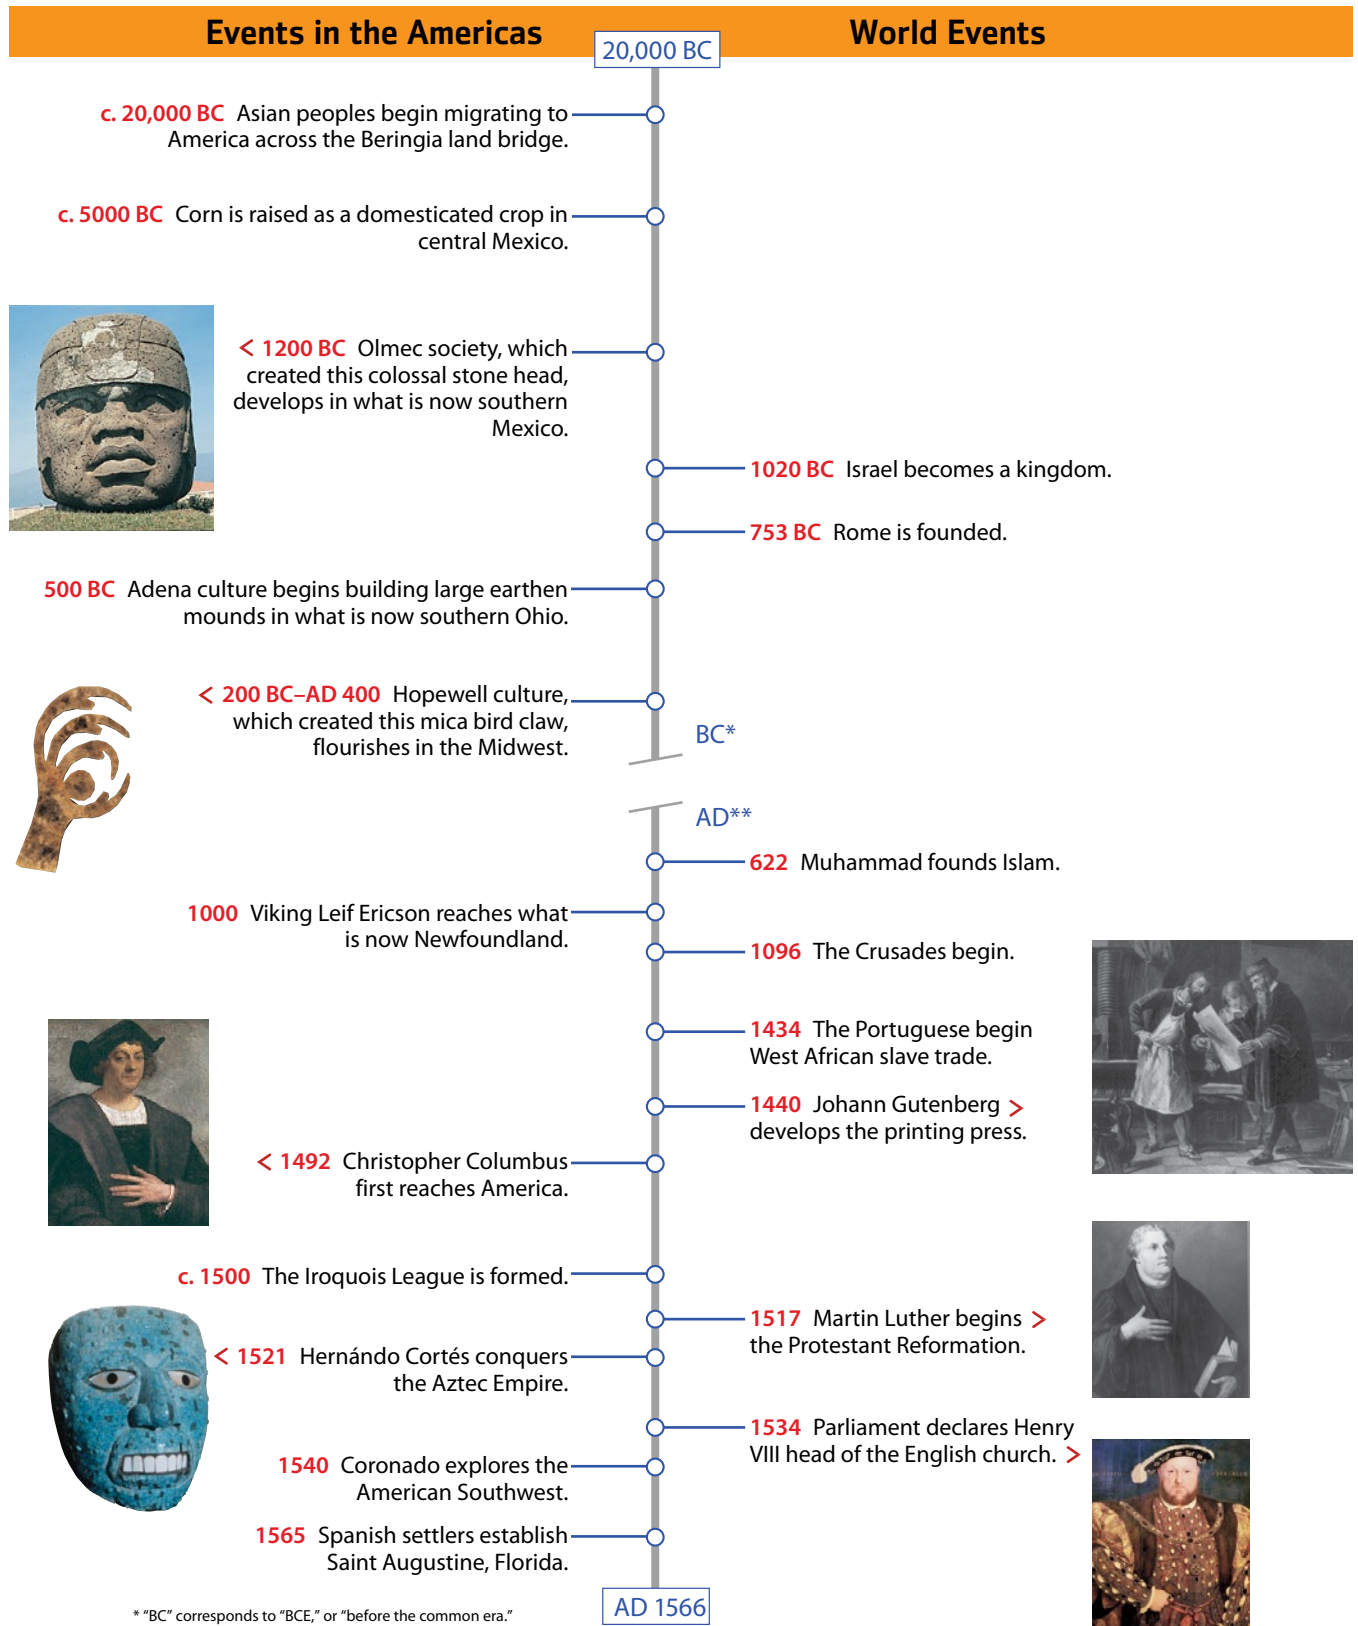 Events in the Americas
World Events
20,000 BC
c. 20,000 BC Asian peoples begin migrating to
America across the Beringia land bridge.
c. 5000 BC Corn is raised as a domesticated crop in
central Mexico.
< 1200 BC Olmec society, which
created this colossal stone head,
develops in what is now southern
Mexico.
1020 BC Israel becomes a kingdom.
753 BC Rome is founded.
500 BC Adena culture begins building large earthen
mounds in what is now southern Ohio.
< 200 BC–AD 400 Hopewell culture,
which created this mica bird claw,
flourishes in the Midwest.
BC*
AD**
622 Muhammad founds Islam.
1000 Viking Leif Ericson reaches what
is now Newfoundland.
1096 The Crusades begin.
1434 The Portuguese begin
West African slave trade.
1440 Johann Gutenberg >
develops the printing press.
< 1492 Christopher Columbus
first reaches America.
c. 1500 The Iroquois League is formed.
1517 Martin Luther begins >
the Protestant Reformation.
< 1521 Hernándo Cortés conquers
the Aztec Empire.
1534 Parliament declares Henry
VIII head of the English church. >
1540 Coronado explores the
American Southwest.
1565 Spanish settlers establish
Saint Augustine, Florida.
AD 1566
* “BC” corresponds to “BCE,” or “before the common era.”